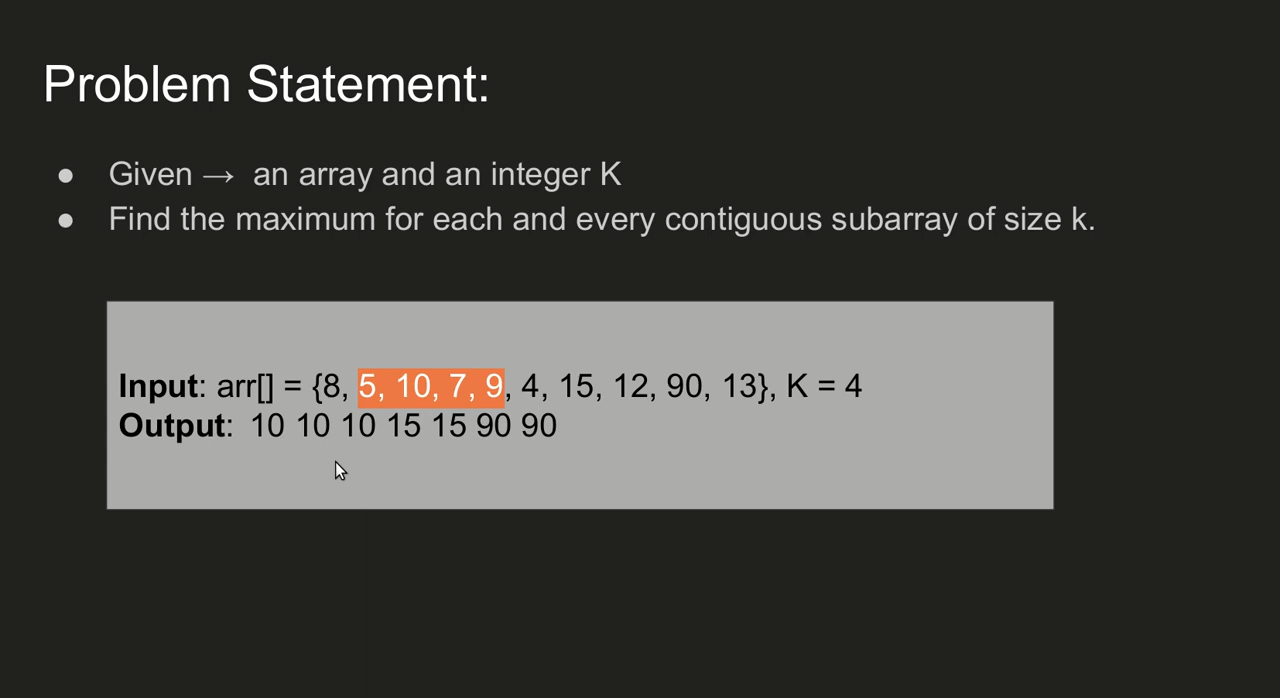 Problem Statement:
● Given → an array and an integer K
● Find the maximum for each and every contiguous subarray of size k.
Input: arr[] = {8, 5, 10, 7, 9, 4, 15, 12, 90, 13}, K = 4
Output: 10 10 10 15 15 90 90